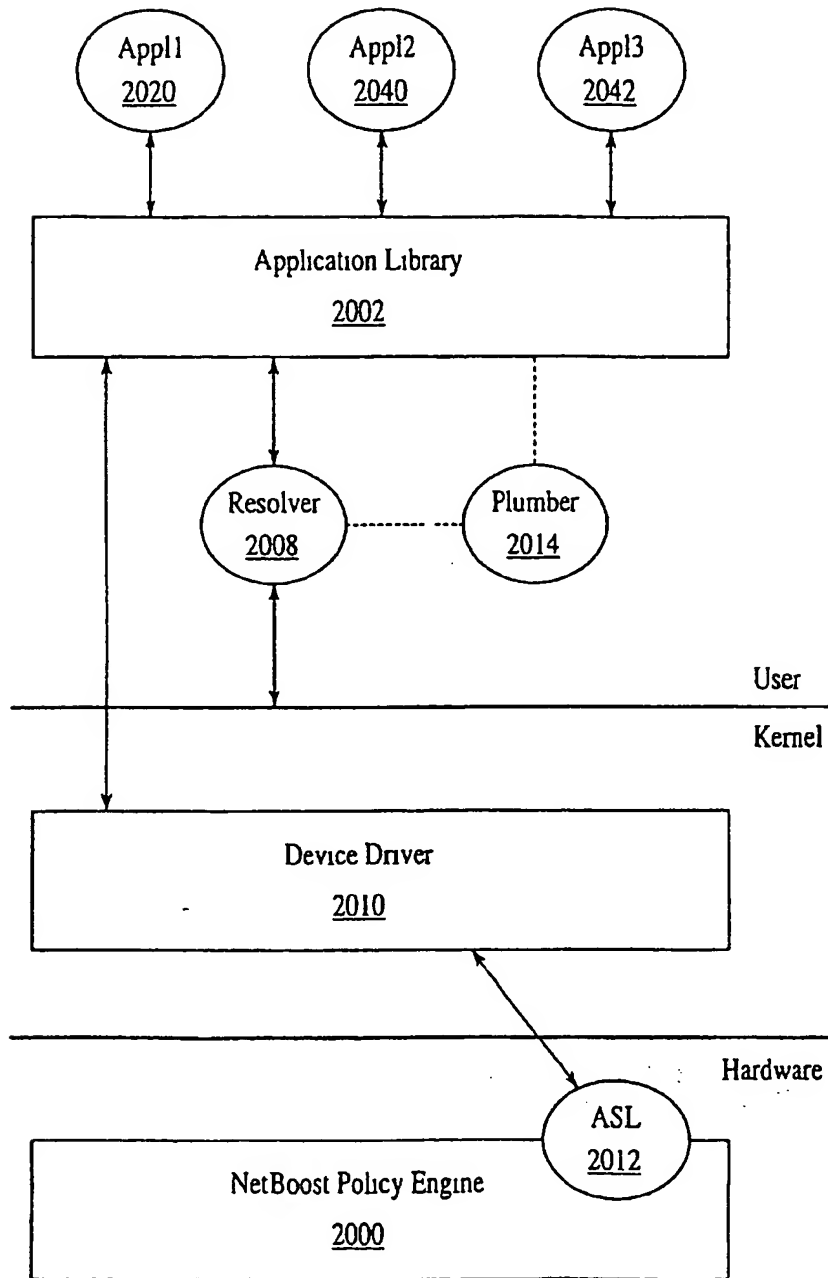 Appl1 Appl2 Appl3
2020 2040 2042
Application Library
2002
Resolver Plumber
2008 2014
User
Kernel
Device Driver
2010
Hardware
ASL
2012
NetBoost Policy Engine
2000